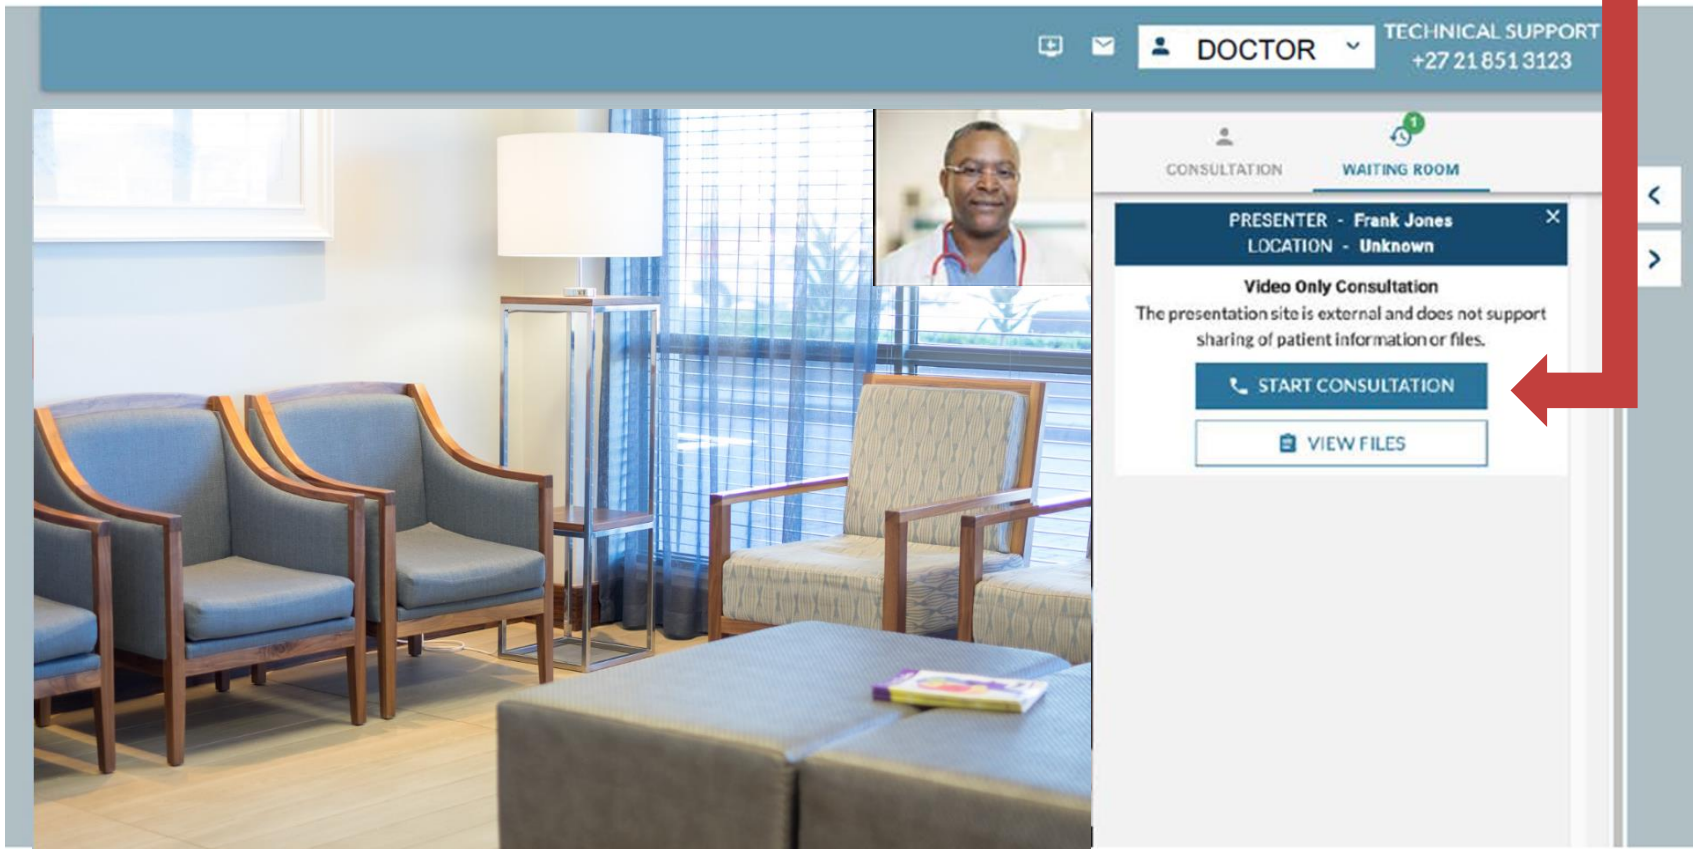 DOCTOR
TECHNICAL SUPPORT
+27 21 851 3123
1
CONSULTATION
WAITING ROOM
PRESENTER - Frank Jones
LOCATION - Unknown
Video Only Consultation
The presentation site is external and does not support
sharing of patient information or files.
START CONSULTATION
VIEW FILES